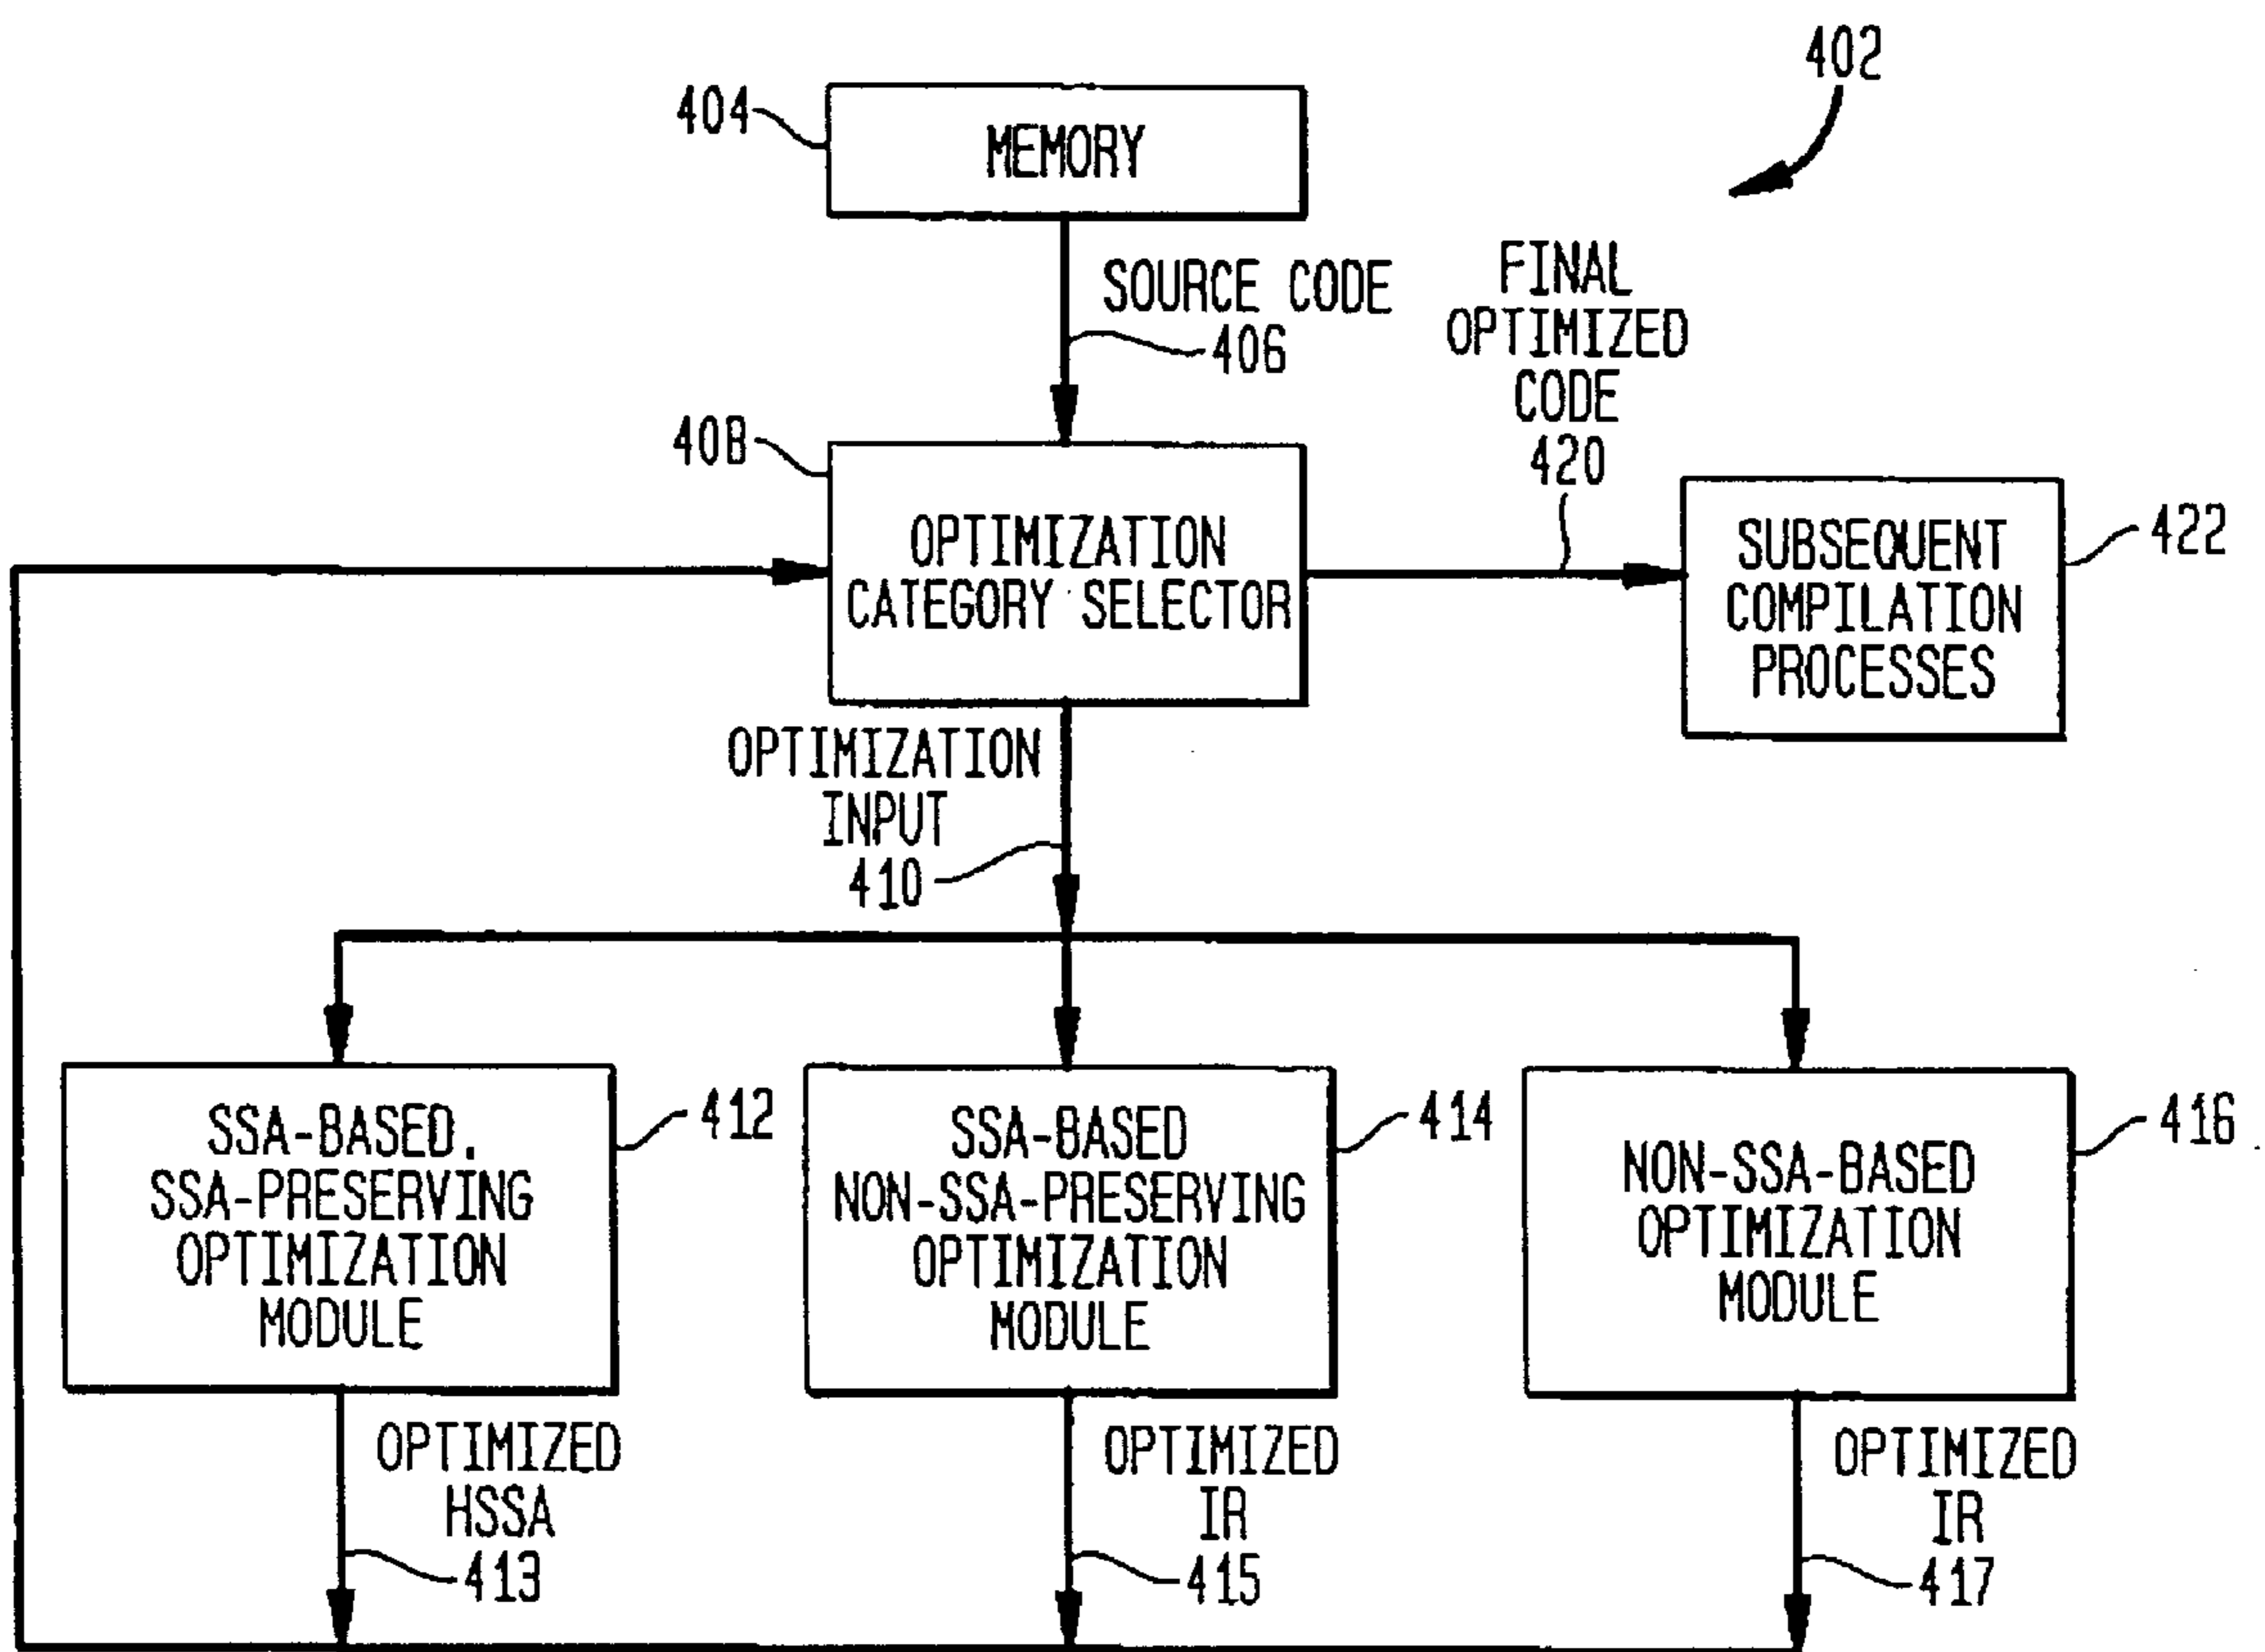 402
404
MEMORY
SOURCE CODE
406
FINAL
OPTIMIZED
CODE
420
408
OPTIMIZATION
CATEGORY SELECTOR
SUBSEQUENT
COMPILATION
PROCESSES
422
OPTIMIZATION
INPUT
410
SSA-BASED,
SSA-PRESERVING
OPTIMIZATION
MODULE
412
SSA-BASED
NON-SSA-PRESERVING
OPTIMIZATION
MODULE
414
NON-SSA-BASED
OPTIMIZATION
MODULE
416
OPTIMIZED
HSSA
413
OPTIMIZED
IR
415
OPTIMIZED
IR
417